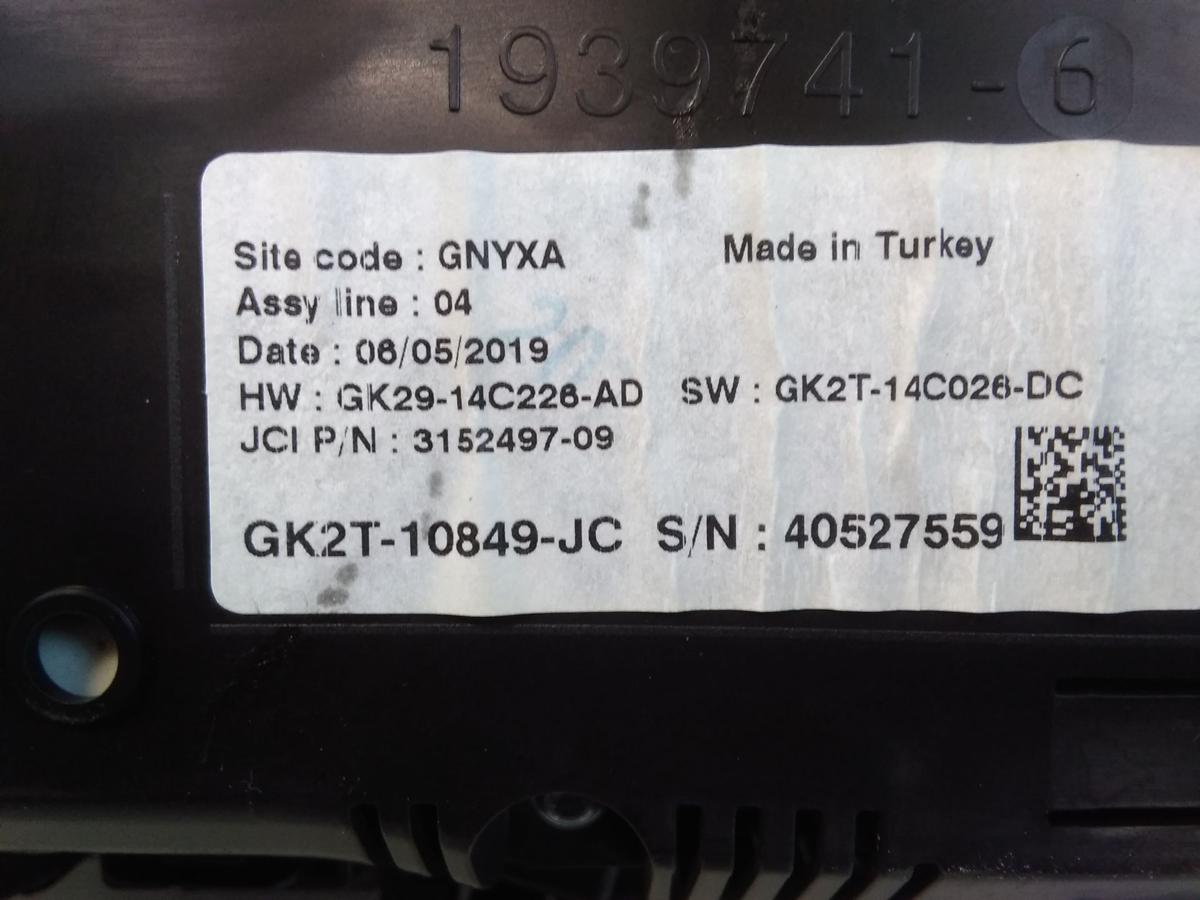 1939741-6
Site code : GNYXA
Made in Turkey
Assy line : 04
Date : 06/05/2019
HW : GK29-14C226-AD SW : GK2T-14C026-DC
JCI P/N : 3152497-09
GK2T-10849-JC S/N : 40527559